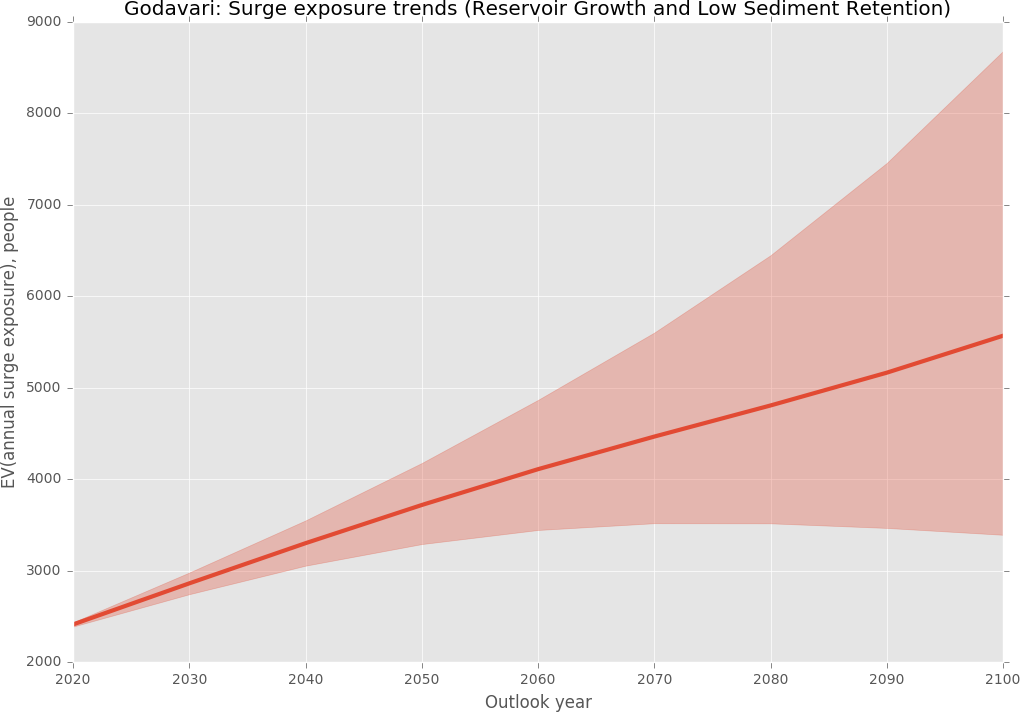 Godavari: Surge exposure trends (Reservoir Growth and Low Sediment Retention)
9000
8000
7000
6000
5000
4000
3000
2000
EV(annual surge exposure), people
2020 2030 2040 2050 2060 2070 2080 2090 2100
Outlook year